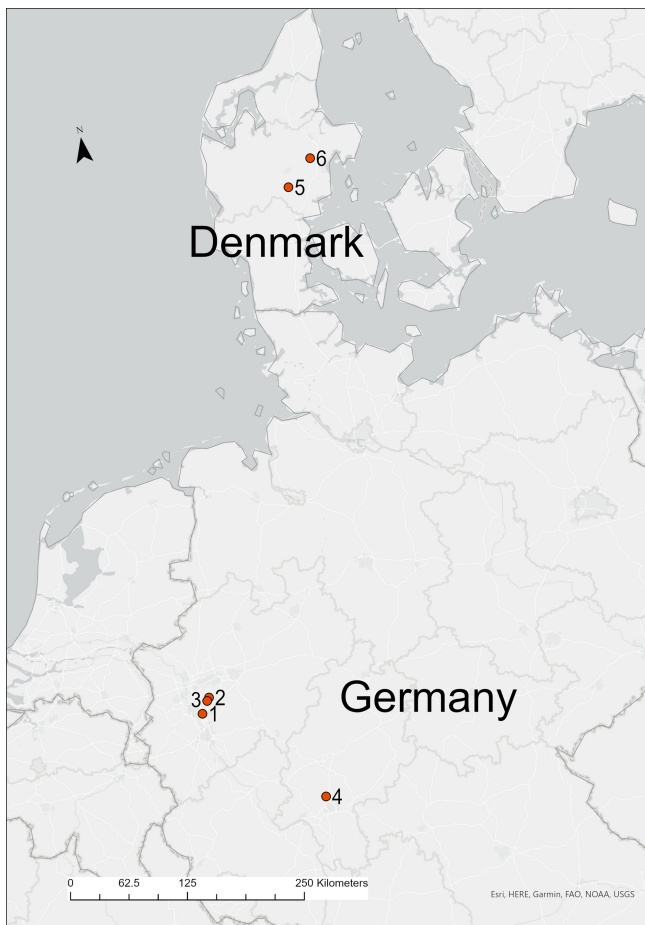 N
6
5
Denmark
3 2
1
Germany
4
0 62.5 125 250 Kilometers
Esri, HERE, Garmin, FAO, NOAA, USGS